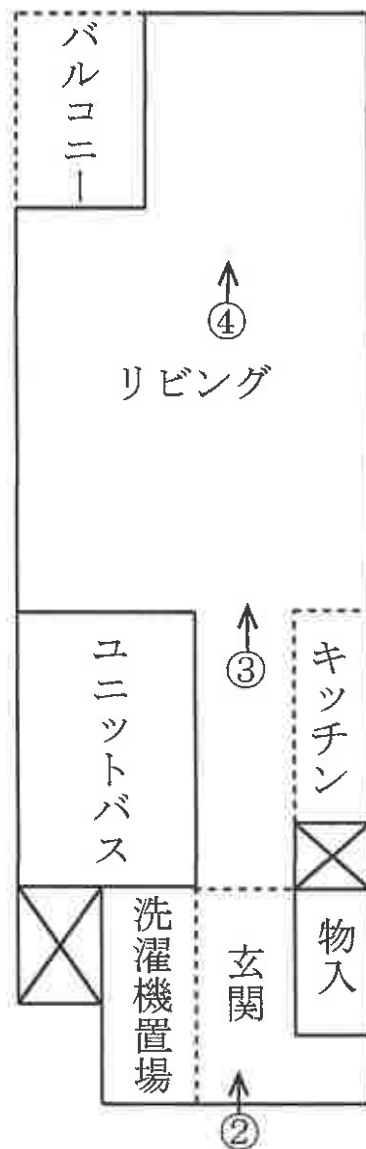 バルコニー
④
リビング
③
ユニットバス
キッチン
洗濯機置場
玄関
物入
②